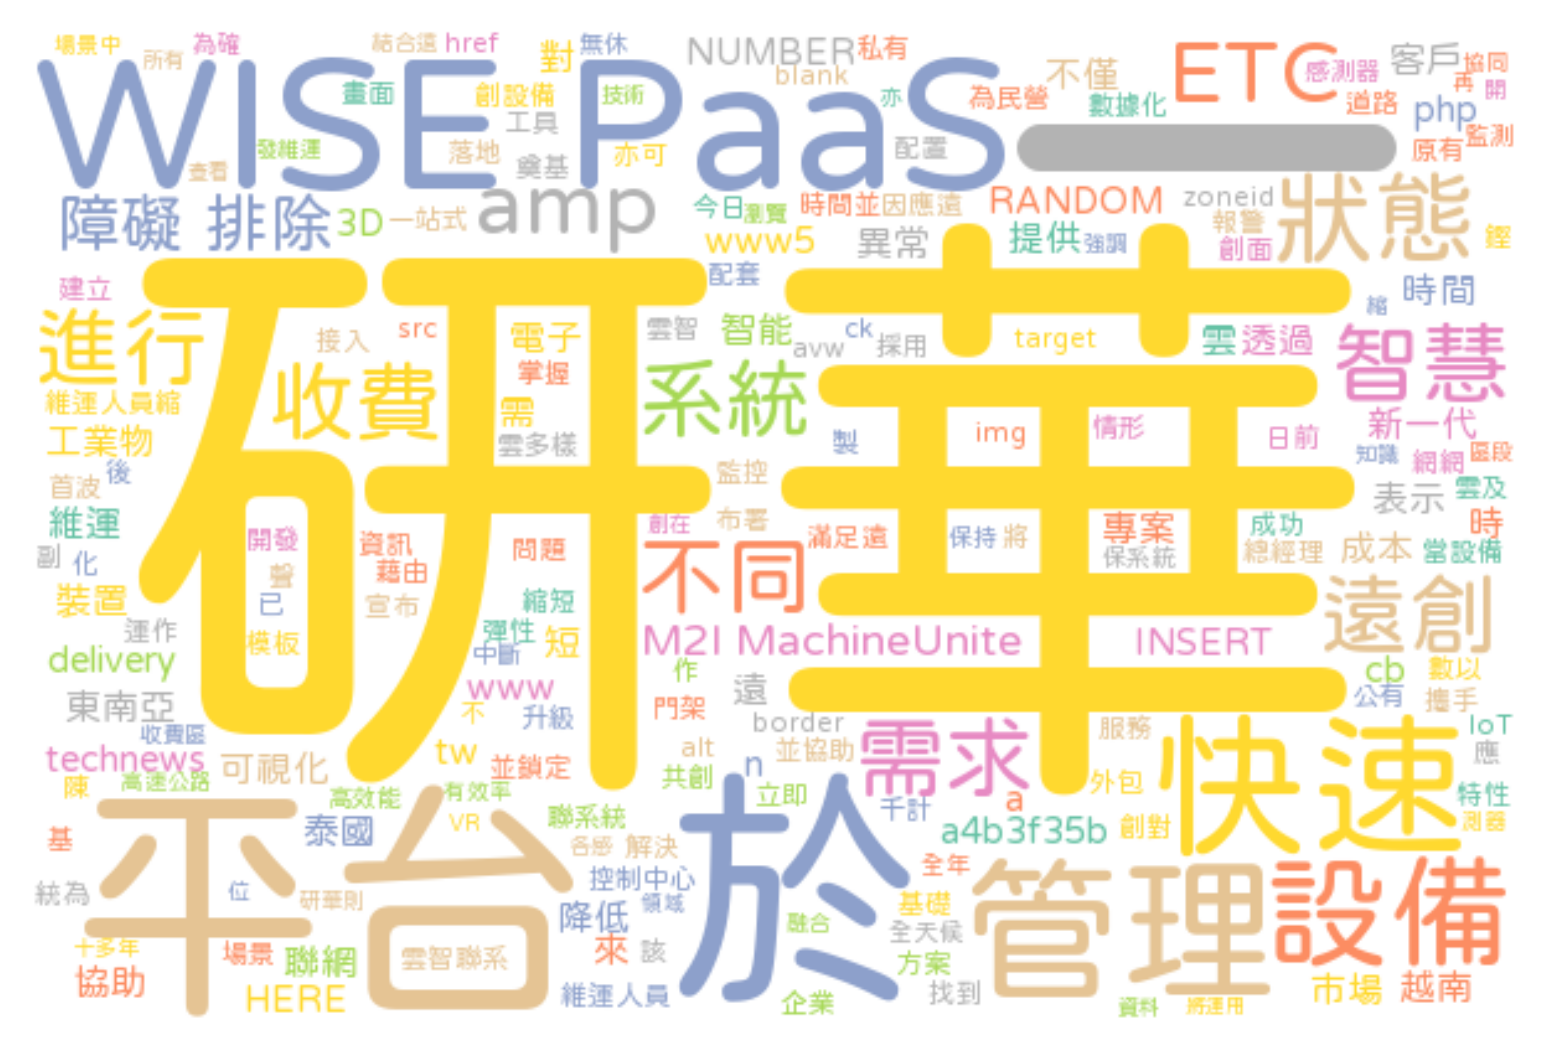 場景中 所有 為確 結合遠 href 對 無休 NUMBER 私有 ETC 感測器 客戶 協同
WISE PaaS
畫面 創設備 技術 blank 亦 不僅 為民營 數據化 道路 php 再 開
發維運 查看 工具 落地 奠基 亦可 配置 原有 監測
障礙 排除 3D 一站式 amp 今日 瀏覽 時間並 因應遠 RANDOM zoneid 報警 狀態
www5 異常 提供 強調 創面 鏗
建立 配套 縮 時間
研華
進行 接入 src 電子 雲智 智能 avw ck 採用 target 雲 透過 智慧
收費 掌握 系統
維運人員縮 需 製 img 情形 日前 新一代
工業物 雲多樣 知識 網網 區段
首波 後 監控 表示 雲及
維運 創在 布署 成功 時
副 化 開發 資訊 問題 不同 滿足遠 保持 將 專案 保系統 總經理 成本 當設備
聲 藉由
裝置 已 宣布 縮短 遠創
運作 模板 彈性 短 M2I MachineUnite INSERT
delivery 中斷 作 cb 數以
東南亞 www 遠 公有 攜手
不 升級 門架 border 服務 IoT
收費區 需求 快速
technews 可視化 tw 並鎖定 alt n 並協助 應
陳 高速公路 高效能 有效率 共創 立即 a 外包 特性
基 泰國 VR 聯系統 千計 a4b3f35b 創對 測器
平台 於 管理 設備
各感 解決 全年
統為 位 研華則 控制中心 領域 基礎
降低 融合 全天候
十多年 場景 聯網 雲智聯系 來 該 方案
協助 HERE 維運人員 企業 找到 資料 將運用 市場 越南